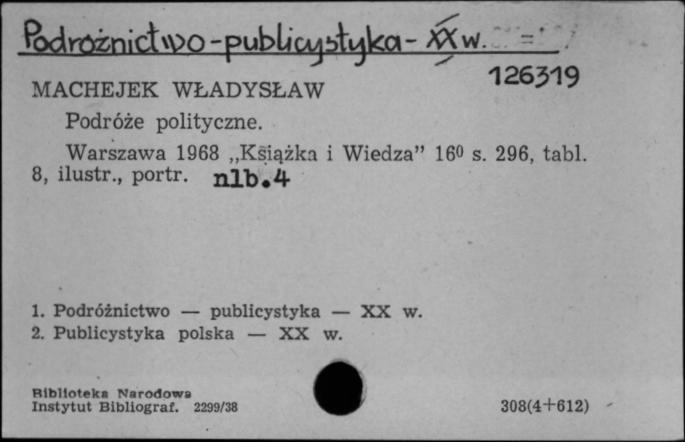 Podróżnictwo-publicystyka-XX w.
126319
MACHEJEK WŁADYSŁAW
Podróże polityczne.
Warszawa 1968 „Książka i Wiedza” 16⁰ s. 296, tabl.
8, ilustr., portr. nlb.4
1. Podróżnictwo — publicystyka — XX w.
2. Publicystyka polska — XX w.
Biblioteka Narodowa
Instytut Bibliograf. 2299/38
308(4+612)